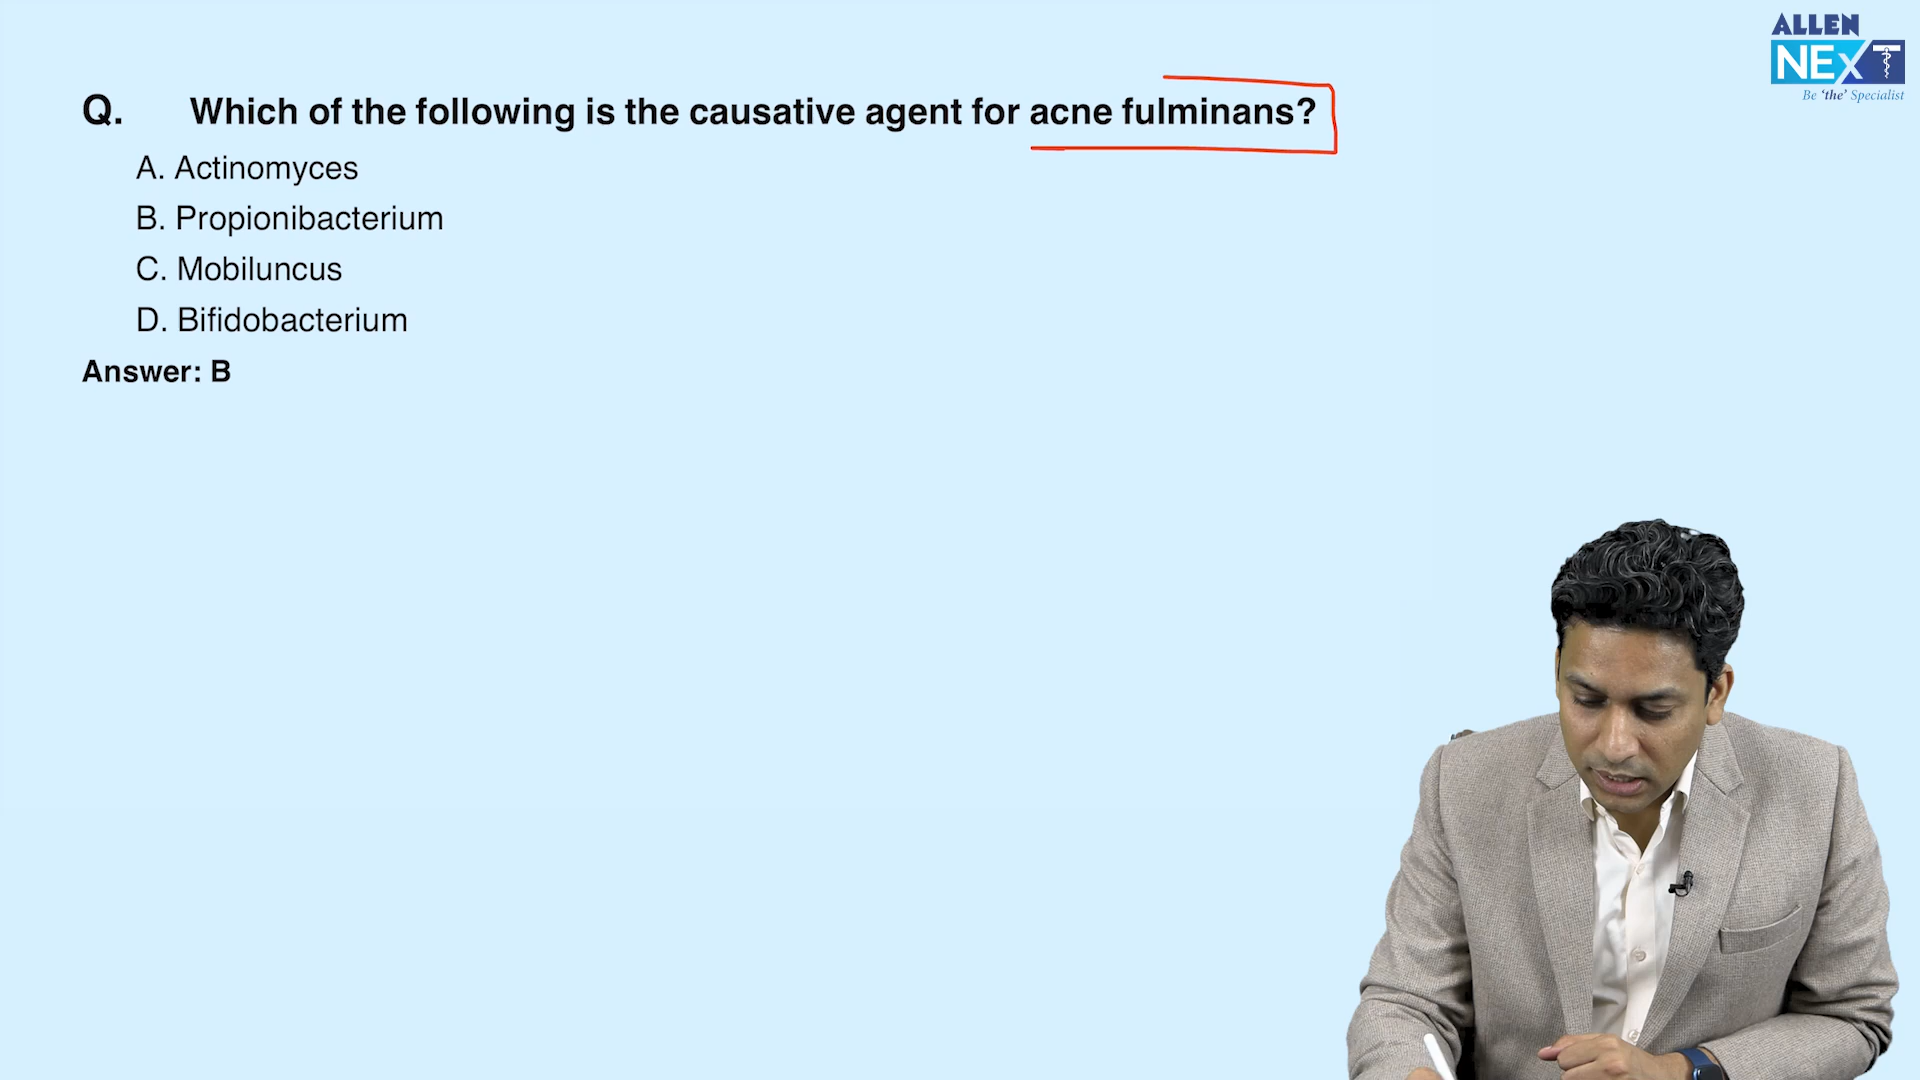 ALLEN
NEXT
Be 'the' Specialist
Q. Which of the following is the causative agent for acne fulminans?
A. Actinomyces
B. Propionibacterium
C. Mobiluncus
D. Bifidobacterium
Answer: B